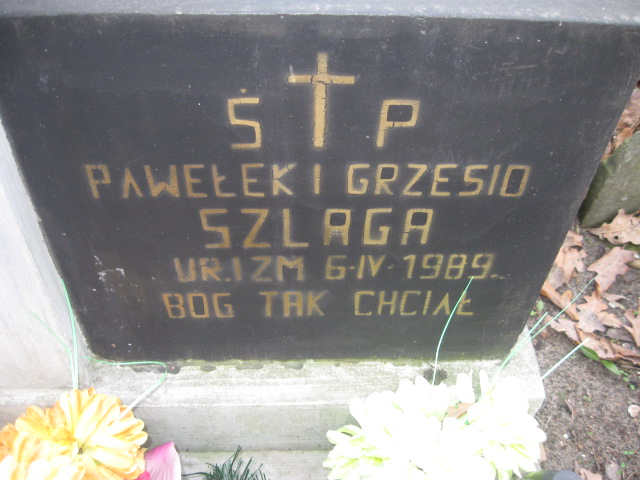 Ś P
PAWEŁEK I GRZESIO
SZLAGA
UR. I ZM 6-IV-1989.
BÓG TAK CHCIAŁ